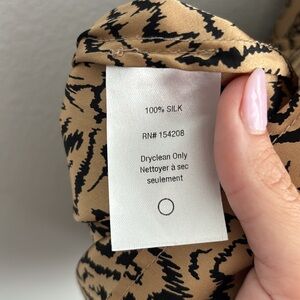 100% SILK
RN# 154208
Dryclean Only
Nettoyer à sec
seulement